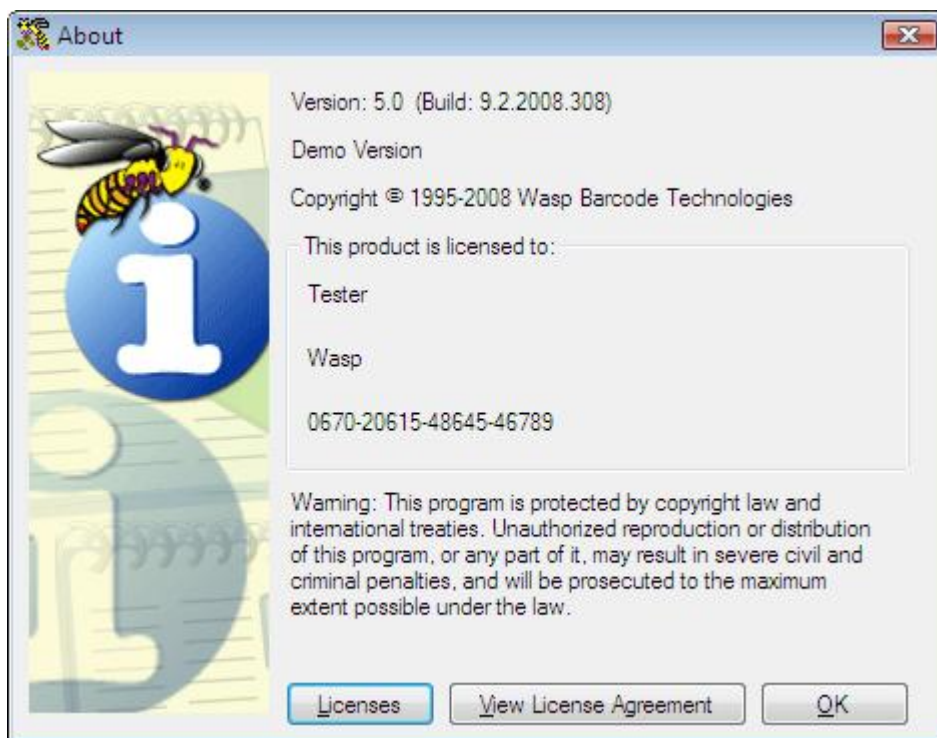 About
Version: 5.0 (Build: 9.2.2008.308)
Demo Version
Copyright © 1995-2008 Wasp Barcode Technologies
This product is licensed to:
Tester
Wasp
0670-20615-48645-46789
Warning: This program is protected by copyright law and
international treaties. Unauthorized reproduction or distribution
of this program, or any part of it, may result in severe civil and
criminal penalties, and will be prosecuted to the maximum
extent possible under the law.
Licenses
View License Agreement
OK